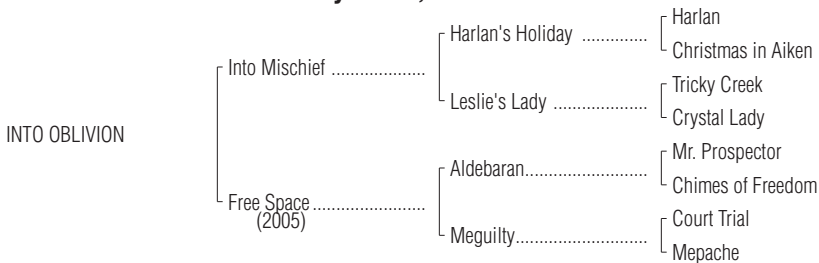 Harlan
Harlan's Holiday ..............
Christmas in Aiken
Into Mischief ....................
Tricky Creek
Leslie's Lady ....................
Crystal Lady
INTO OBLIVION
Mr. Prospector
Aldebaran..........................
Chimes of Freedom
Free Space ........................
(2005)
Court Trial
Meguilty............................
Mepache